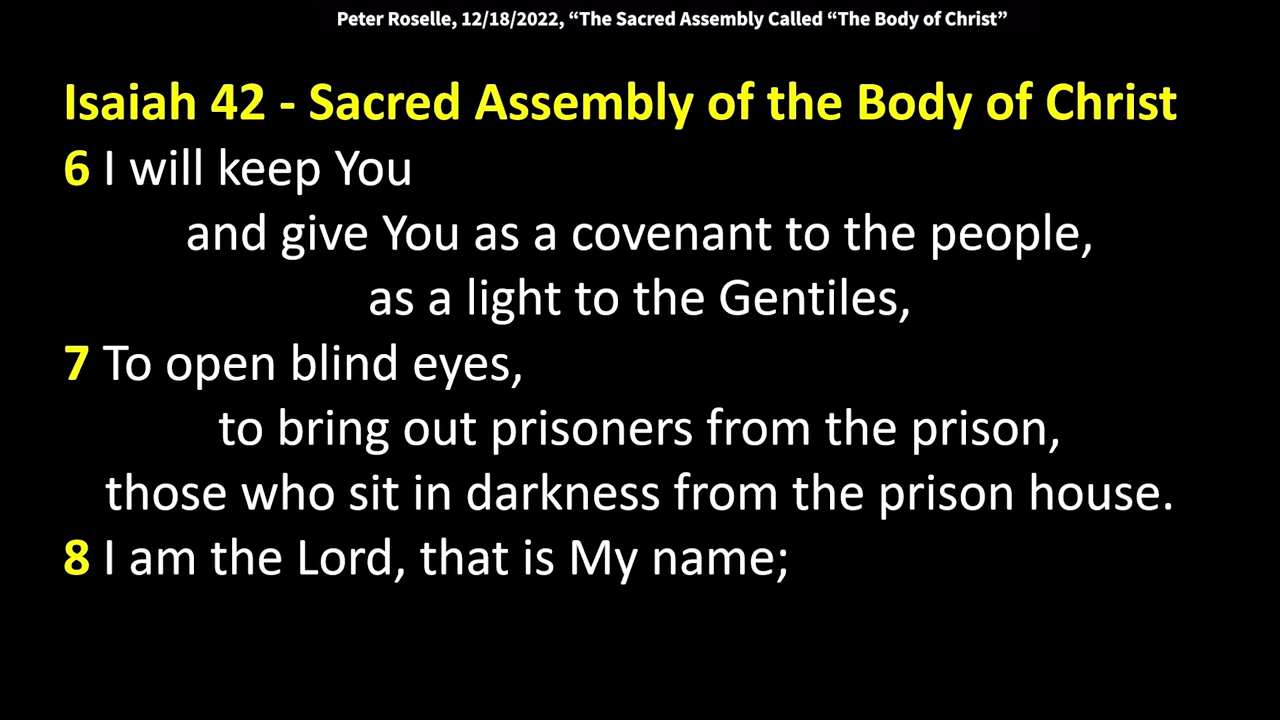 Peter Roselle, 12/18/2022, “The Sacred Assembly Called “The Body of Christ”
Isaiah 42 - Sacred Assembly of the Body of Christ
6 I will keep You
and give You as a covenant to the people,
as a light to the Gentiles,
7 To open blind eyes,
to bring out prisoners from the prison,
those who sit in darkness from the prison house.
8 I am the Lord, that is My name;